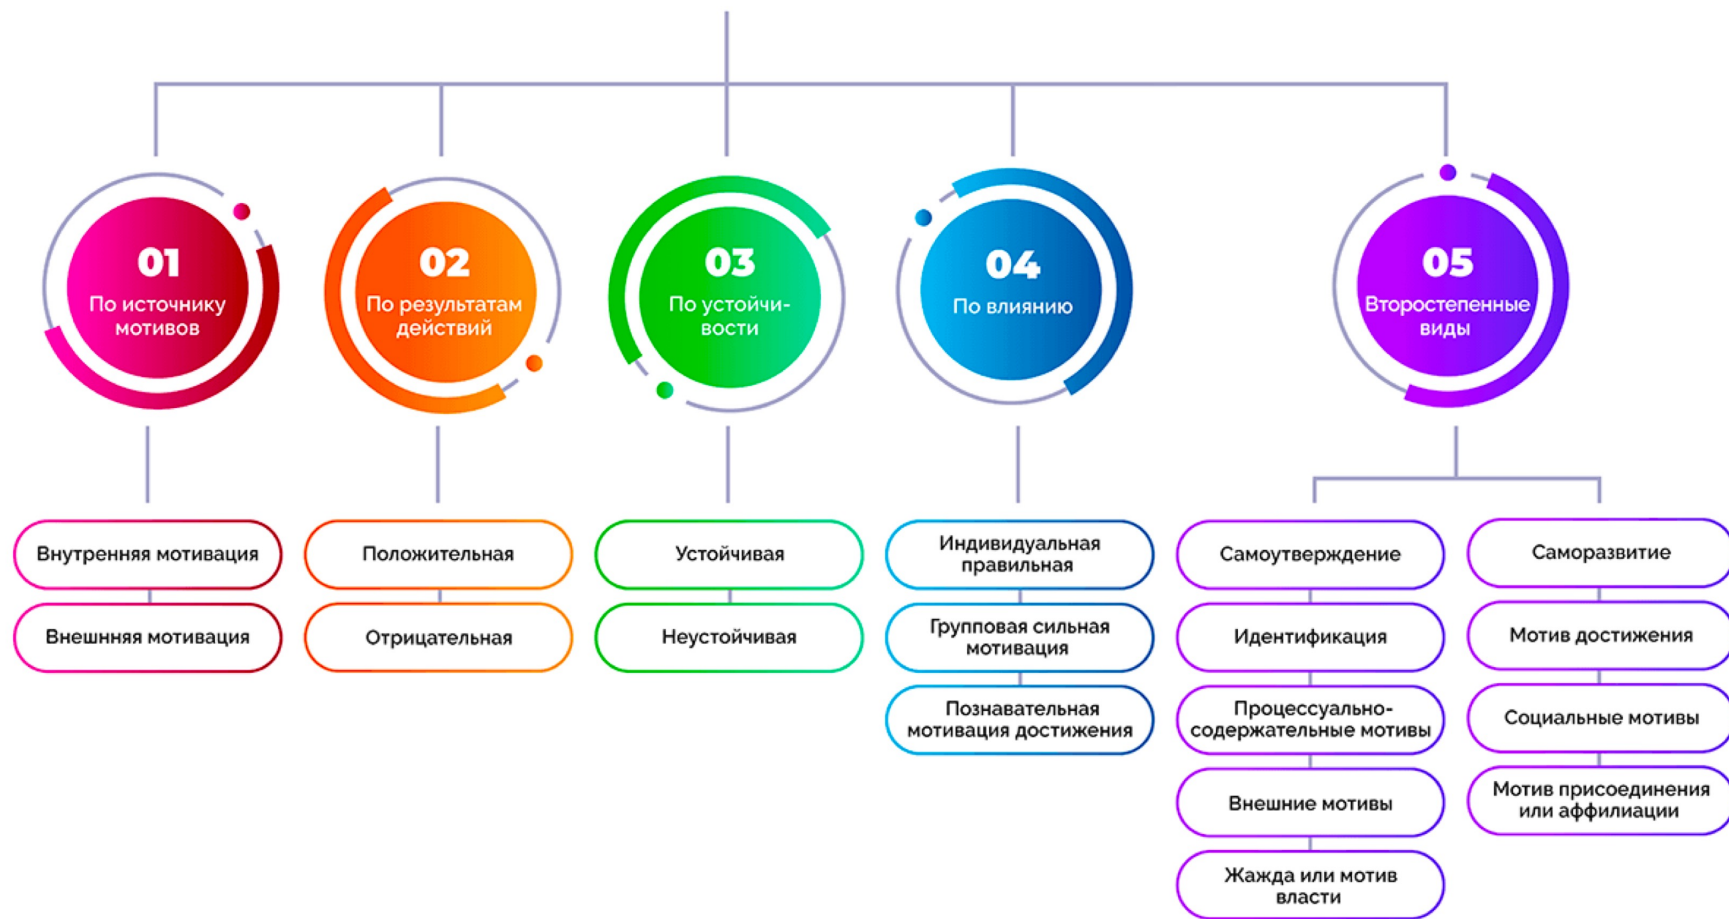 01
По источнику
мотивов
02
По результатам
действий
03
По устойчи-
вости
04
По влиянию
05
Второстепенные
виды
Внутренняя мотивация
Внешняя мотивация
Положительная
Отрицательная
Устойчивая
Неустойчивая
Индивидуальная
правильная
Групповая сильная
мотивация
Познавательная
мотивация достижения
Самоутверждение
Идентификация
Процессуально-
содержательные мотивы
Внешние мотивы
Жажда или мотив
власти
Саморазвитие
Мотив достижения
Социальные мотивы
Мотив присоединения
или аффилиации